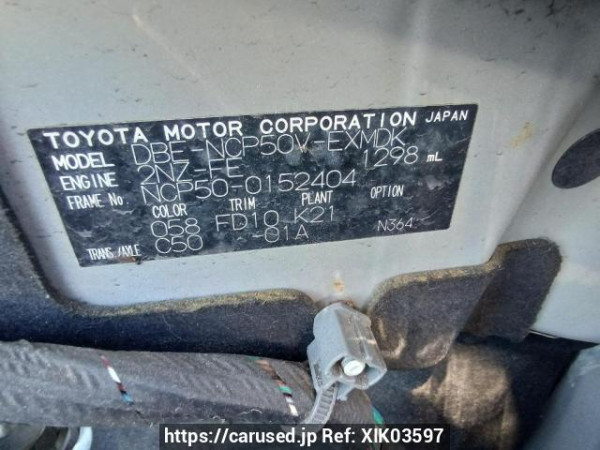 TOYOTA MOTOR CORPORATION JAPAN
MODEL DBE-NCP50V-EXMDK
ENGINE 2NZ-FE 1298 mL
FRAME No NCP50-0152404
COLOR TRIM PLANT OPTION
058 FD10 K21
TRANS./AXLE C50 -01A N364
https://carused.jp Ref: XIK03597